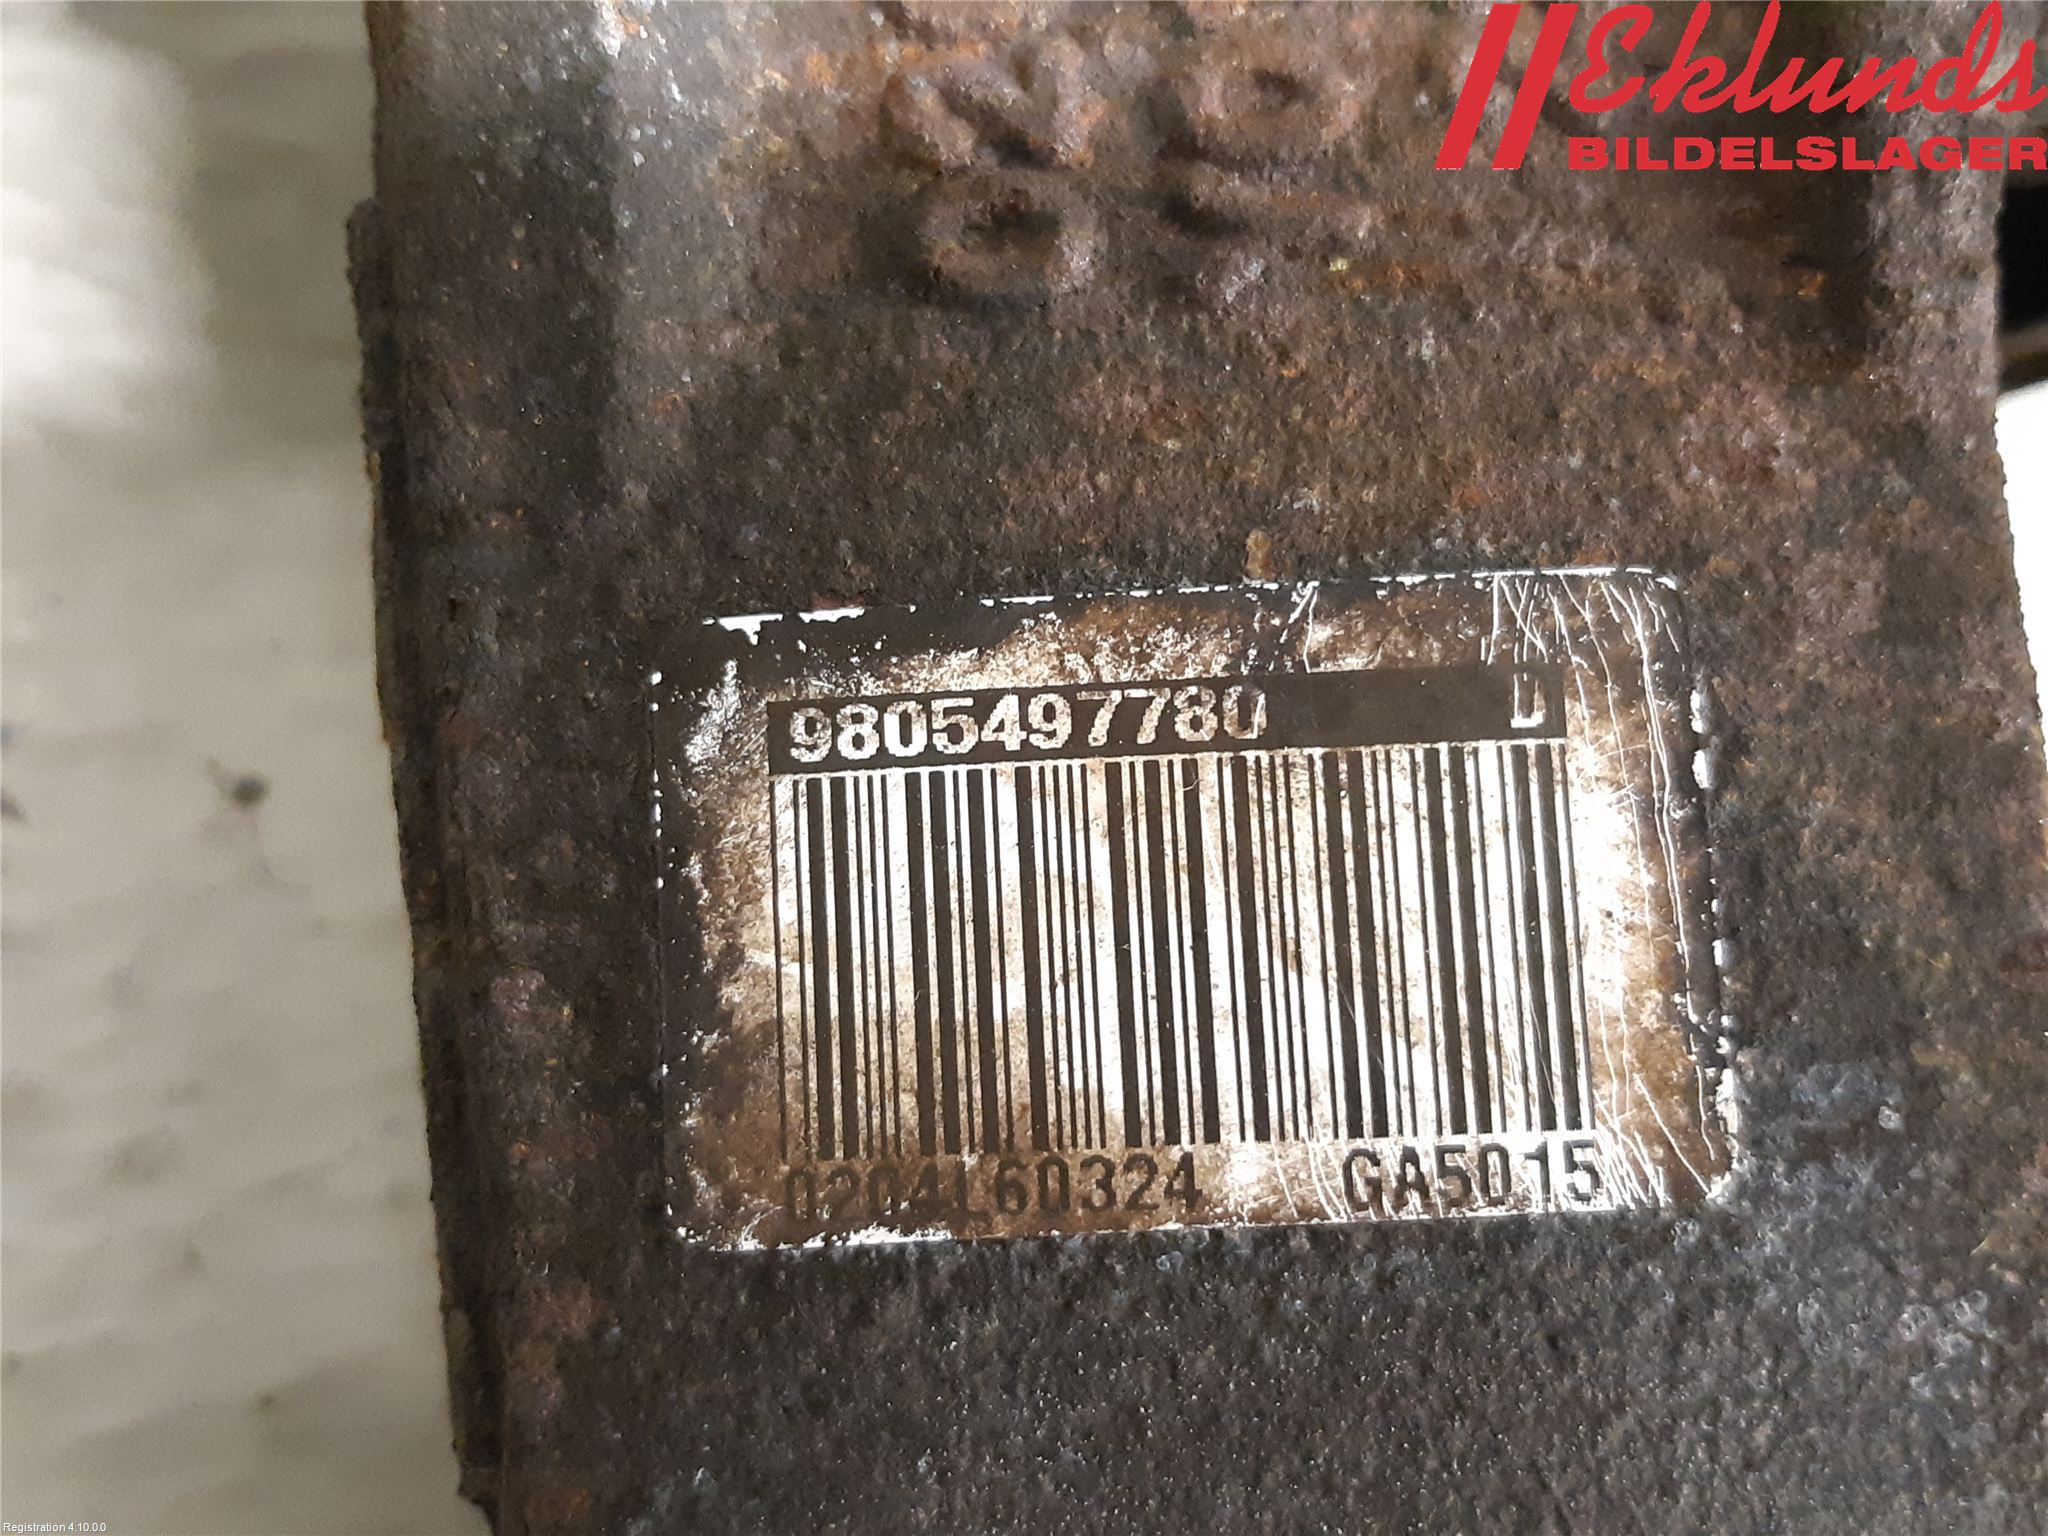 Eklunds
BILDELSLAGER
9805497780 D
0204L60324 GA5015
Registration 4.10.0.0